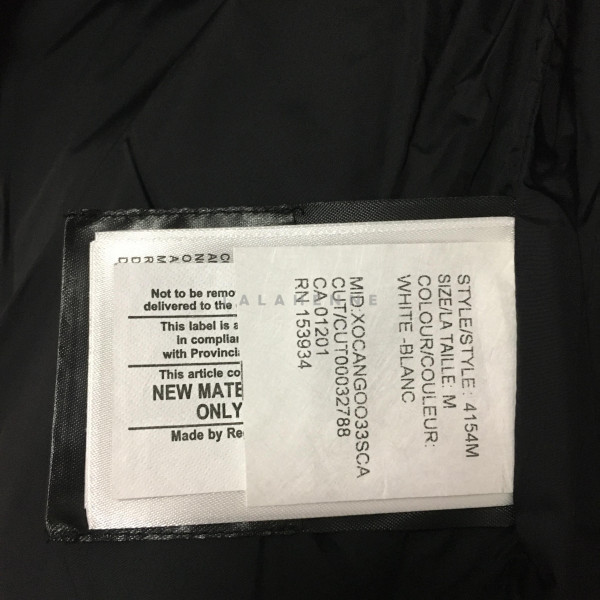 Not to be remo
delivered to the
This label is a
in complian
with Provincia
This article co
NEW MATE
ONLY
Made by Re
STYLE/STYLE: 4154M
SIZE/LA TAILLE: M
COLOUR/COULEUR:
WHITE -BLANC
MID:XOCANGOO33SCA
CUT/CUT00032788
CA 01201
RN 153934